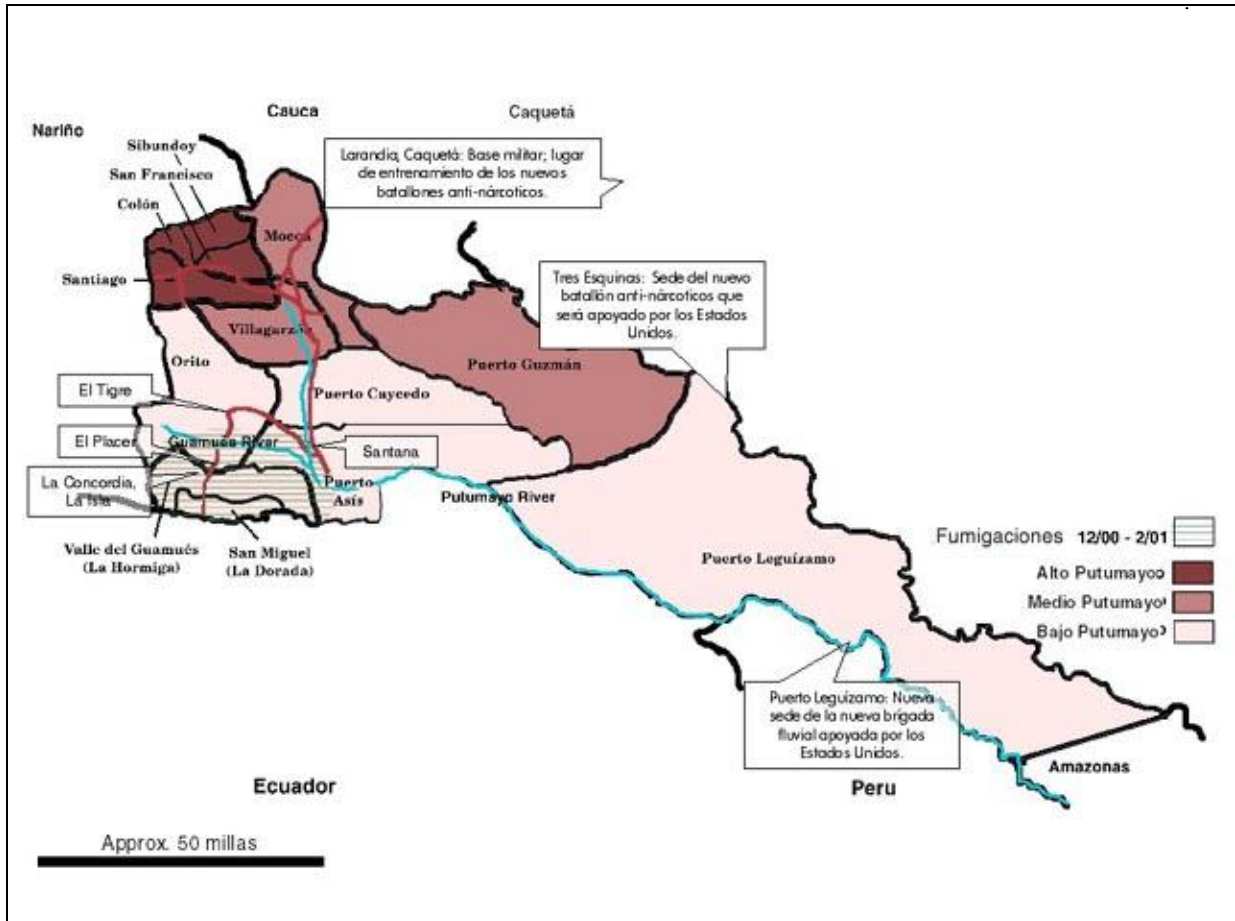 Cauca
Caquetá
Nariño
Sibundoy
San Francisco
Colón
Santiago
Larandia, Caquetá: Base militar; lugar
de entrenamiento de los nuevos
batallones anti-nárcoticos.
Mocoa
Tres Esquinas: Sede del nuevo
batallón anti-nárcoticos que
será apoyado por los Estados
Unidos.
Villagarzón
Orito
Puerto Guzmán
Puerto Caycedo
El Tigre
El Placer
Guamués River
Santana
La Concordia,
La Isla
Puerto
Asís
Putumayo River
Valle del Guamués
(La Hormiga)
San Miguel
(La Dorada)
Puerto Leguízamo
Fumigaciones 12/00 - 2/01
Alto Putumayo
Medio Putumayo
Bajo Putumayo
Puerto Leguízamo: Nueva
sede de la nueva brigada
fluvial apoyada por los
Estados Unidos.
Amazonas
Ecuador
Peru
Approx. 50 millas